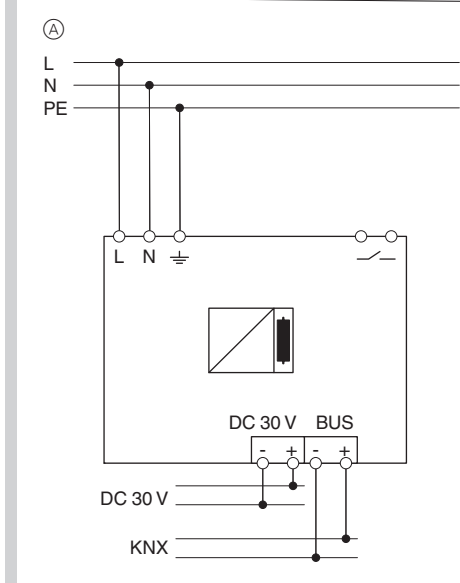 A
L
N
PE
L N
DC 30 V BUS
- + - +
DC 30 V
KNX